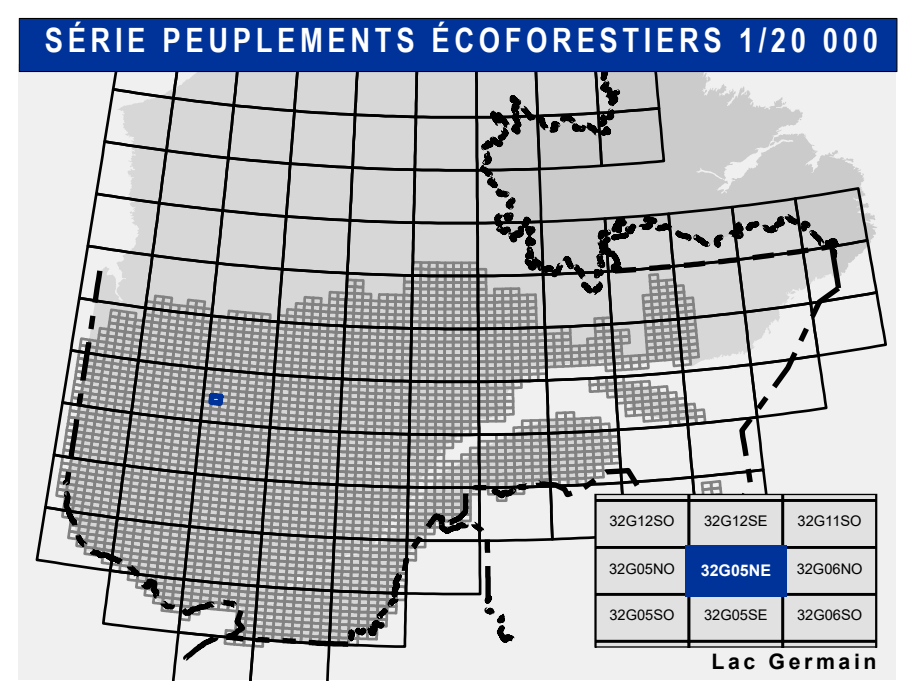 SÉRIE PEUPLEMENTS ÉCOFORESTIERS 1/20 000
32G12SO 32G12SE 32G11SO
32G05NO 32G05NE 32G06NO
32G05SO 32G05SE 32G06SO
Lac Germain